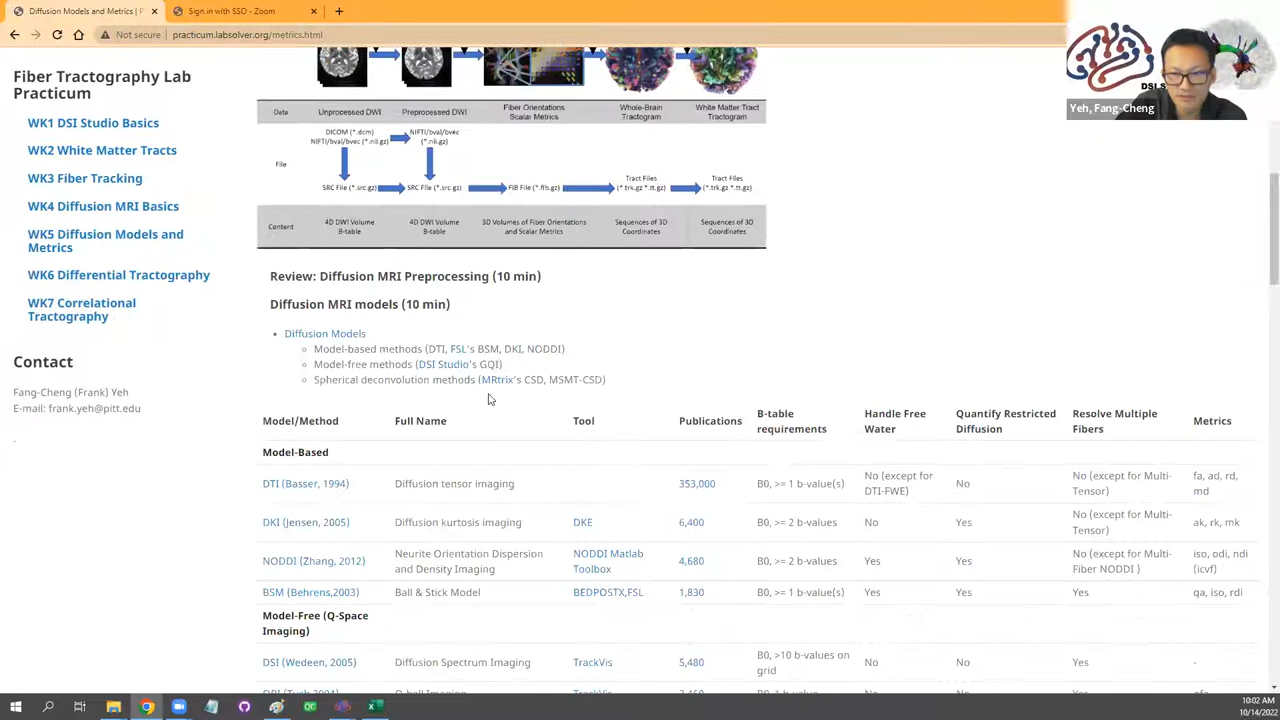 Diffusion Models and Metrics | P
Sign in with SSO - Zoom
Not secure
practicum.labsolver.org/metrics.html
DSLS
Yeh, Fang-Cheng
Fiber Tractography Lab
Practicum
WK1 DSI Studio Basics
WK2 White Matter Tracts
WK3 Fiber Tracking
WK4 Diffusion MRI Basics
WK5 Diffusion Models and
Metrics
WK6 Differential Tractography
WK7 Correlational
Tractography
Contact
Fang-Cheng (Frank) Yeh
E-mail: frank.yeh@pitt.edu
.
Data Unprocessed DWI Preprocessed DWI Fiber Orientations Scalar Metrics Whole-Brain Tractogram White Matter Tract Tractogram
DICOM (*.dcm)
NIFTI/bval/bvec (*.nii.gz)
NIFTI/bval/bvec
(*.nii.gz)
File
SRC File (*.src.gz) SRC File (*.src.gz) FIB File (*.fib.gz) Tract Files (*.trk.gz *.tt.gz) Tract Files (*.trk.gz *.tt.gz)
Content 4D DWI Volume B-table 4D DWI Volume B-table 3D Volumes of Fiber Orientations and Scalar Metrics Sequences of 3D Coordinates Sequences of 3D Coordinates
Review: Diffusion MRI Preprocessing (10 min)
Diffusion MRI models (10 min)
Diffusion Models
Model-based methods (DTI, FSL's BSM, DKI, NODDI)
Model-free methods (DSI Studio's GQI)
Spherical deconvolution methods (MRtrix's CSD, MSMT-CSD)
Model/Method Full Name Tool Publications B-table requirements Handle Free Water Quantify Restricted Diffusion Resolve Multiple Fibers Metrics
Model-Based
DTI (Basser, 1994) Diffusion tensor imaging 353,000 B0, >= 1 b-value(s) No (except for DTI-FWE) No No (except for Multi-Tensor) fa, ad, rd, md
DKI (Jensen, 2005) Diffusion kurtosis imaging DKE 6,400 B0, >= 2 b-values No Yes No (except for Multi-Tensor) ak, rk, mk
NODDI (Zhang, 2012) Neurite Orientation Dispersion and Density Imaging NODDI Matlab Toolbox 4,680 B0, >= 2 b-values Yes Yes No (except for Multi-Fiber NODDI ) iso, odi, ndi (icvf)
BSM (Behrens,2003) Ball & Stick Model BEDPOSTX,FSL 1,830 B0, >= 1 b-value(s) Yes Yes Yes qa, iso, rdi
Model-Free (Q-Space
Imaging)
DSI (Wedeen, 2005) Diffusion Spectrum Imaging TrackVis 5,480 B0, >10 b-values on grid No No Yes -
10:02 AM
10/14/2022